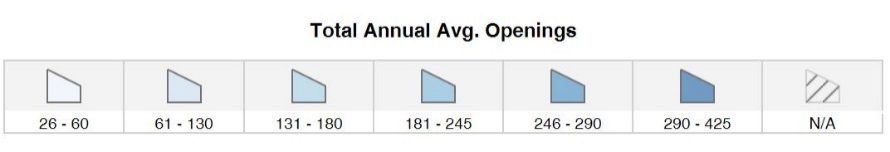 Total Annual Avg. Openings
26 - 60 61 - 130 131 - 180 181 - 245 246 - 290 290 - 425 N/A